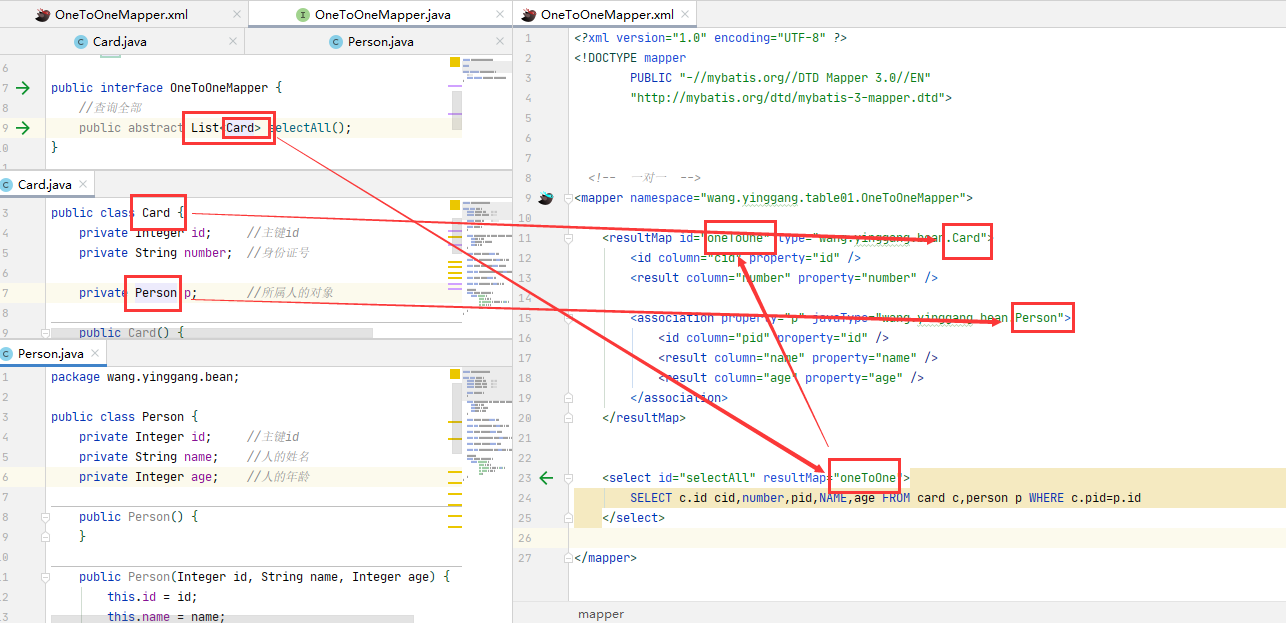 OneToOneMapper.xml
OneToOneMapper.java
Card.java
Person.java
6
7
public interface OneToOneMapper {
8
//查询全部
9
public abstract List<Card> selectAll();
0
}
Card.java
3
public class Card {
4
private Integer id; //主键id
5
private String number; //身份证号
6
7
private Person p; //所属人的对象
8
9
public Card() {
Person.java
1
package wang.yinggang.bean;
2
3
public class Person {
4
private Integer id; //主键id
5
private String name; //人的姓名
6
private Integer age; //人的年龄
7
8
public Person() {
9
}
0
1
public Person(Integer id, String name, Integer age) {
2
this.id = id;
3
this.name = name;
OneToOneMapper.xml
1
<?xml version="1.0" encoding="UTF-8" ?>
2
<!DOCTYPE mapper
3
PUBLIC "-//mybatis.org//DTD Mapper 3.0//EN"
4
"http://mybatis.org/dtd/mybatis-3-mapper.dtd">
5
6
7
8
<!-- 一对一 -->
9
<mapper namespace="wang.yinggang.table01.OneToOneMapper">
10
11
<resultMap id="oneToOne" type="wang.yinggang.bean.Card">
12
<id column="cid" property="id" />
13
<result column="number" property="number" />
14
15
<association property="p" javaType="wang.yinggang.bean.Person">
16
<id column="pid" property="id" />
17
<result column="name" property="name" />
18
<result column="age" property="age" />
19
</association>
20
</resultMap>
21
22
23
<select id="selectAll" resultMap="oneToOne">
24
SELECT c.id cid,number,pid,NAME,age FROM card c,person p WHERE c.pid=p.id
25
</select>
26
27
</mapper>
mapper